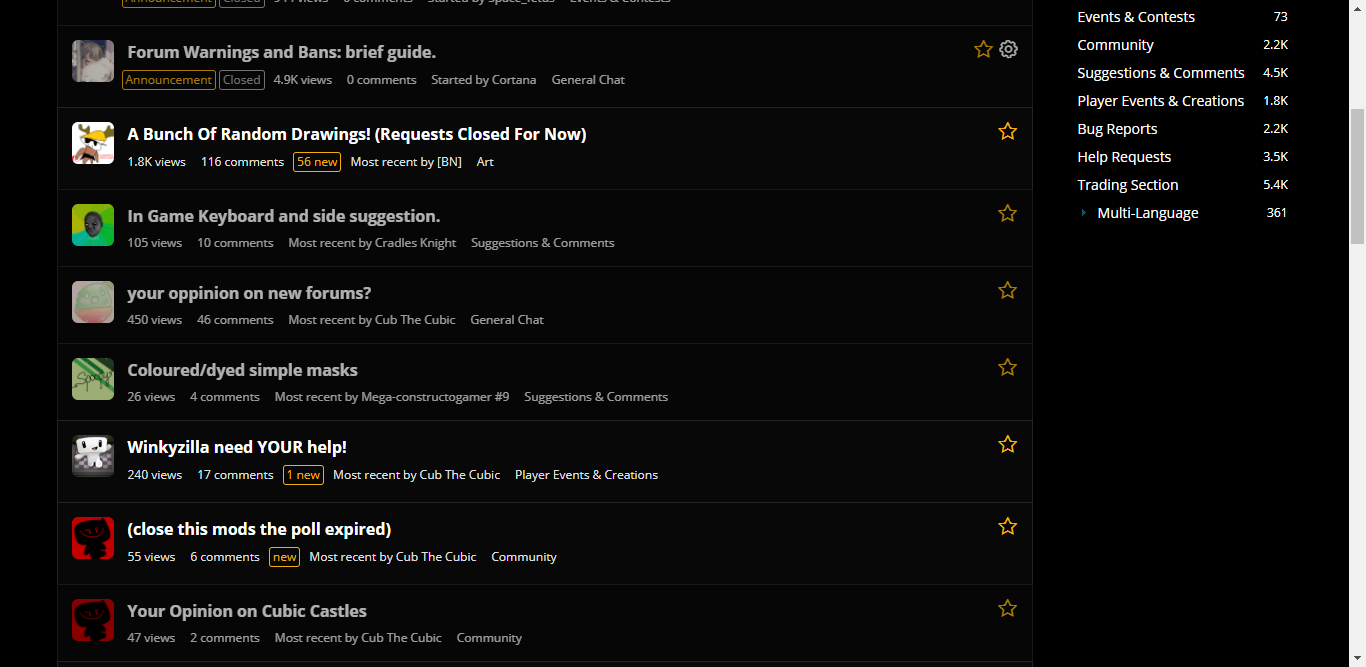 Announcement Closed views 0 comments Started by Events & Contests
Forum Warnings and Bans: brief guide.
Announcement Closed 4.9K views 0 comments Started by Cortana General Chat
A Bunch Of Random Drawings! (Requests Closed For Now)
1.8K views 116 comments 56 new Most recent by [BN] Art
In Game Keyboard and side suggestion.
105 views 10 comments Most recent by Cradles Knight Suggestions & Comments
your oppinion on new forums?
450 views 46 comments Most recent by Cub The Cubic General Chat
Coloured/dyed simple masks
26 views 4 comments Most recent by Mega-constructogamer #9 Suggestions & Comments
Winkyzilla need YOUR help!
240 views 17 comments 1 new Most recent by Cub The Cubic Player Events & Creations
(close this mods the poll expired)
55 views 6 comments new Most recent by Cub The Cubic Community
Your Opinion on Cubic Castles
47 views 2 comments Most recent by Cub The Cubic Community
Events & Contests 73
Community 2.2K
Suggestions & Comments 4.5K
Player Events & Creations 1.8K
Bug Reports 2.2K
Help Requests 3.5K
Trading Section 5.4K
Multi-Language 361